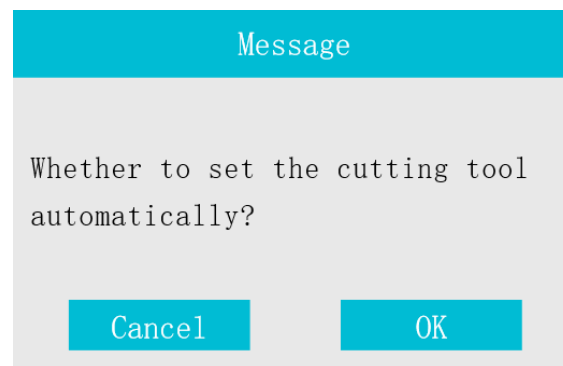 Message
Whether to set the cutting tool
automatically?
Cancel OK